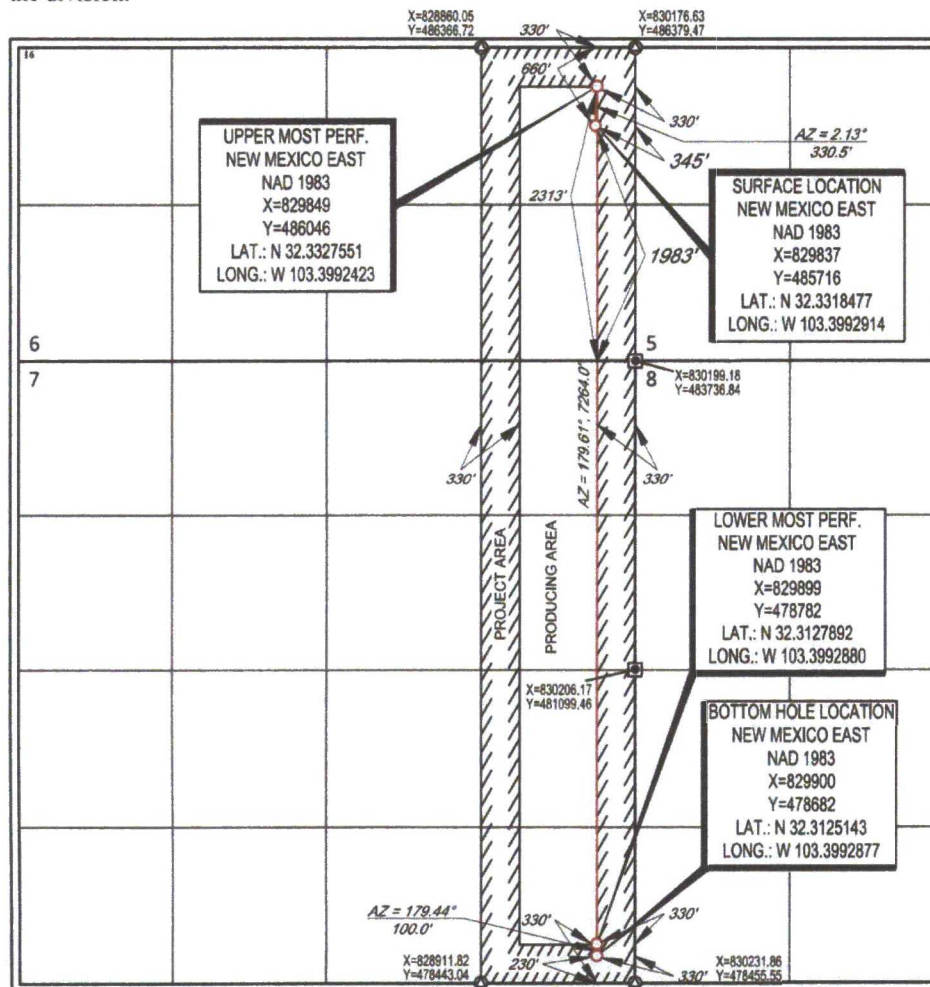 X=828860.05
Y=486366.72
330'
X=830176.63
Y=486379.47
16
660'
330'
AZ = 2.13°
330.5'
345'
UPPER MOST PERF.
NEW MEXICO EAST
NAD 1983
X=829849
Y=486046
LAT.: N 32.3327551
LONG.: W 103.3992423
SURFACE LOCATION
NEW MEXICO EAST
NAD 1983
X=829837
Y=485716
LAT.: N 32.3318477
LONG.: W 103.3992914
2313'
1983'
6
7
5
8
X=830199.18
Y=483736.84
AZ = 179.61°, 7264.0'
330'
330'
PROJECT AREA
PRODUCING AREA
LOWER MOST PERF.
NEW MEXICO EAST
NAD 1983
X=829899
Y=478782
LAT.: N 32.3127892
LONG.: W 103.3992880
X=830206.17
Y=481099.46
BOTTOM HOLE LOCATION
NEW MEXICO EAST
NAD 1983
X=829900
Y=478682
LAT.: N 32.3125143
LONG.: W 103.3992877
AZ = 179.44°
100.0'
330'
330'
X=828911.82
Y=478443.04
230'
330'
X=830231.86
Y=478455.55